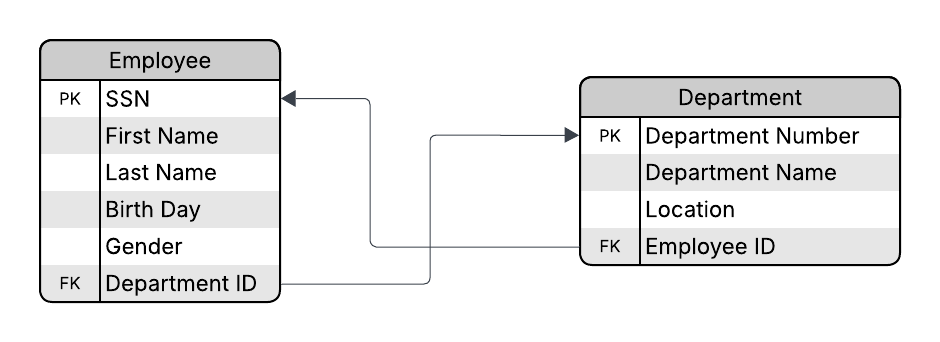 Employee
PK SSN
First Name
Last Name
Birth Day
Gender
FK Department ID
Department
PK Department Number
Department Name
Location
FK Employee ID